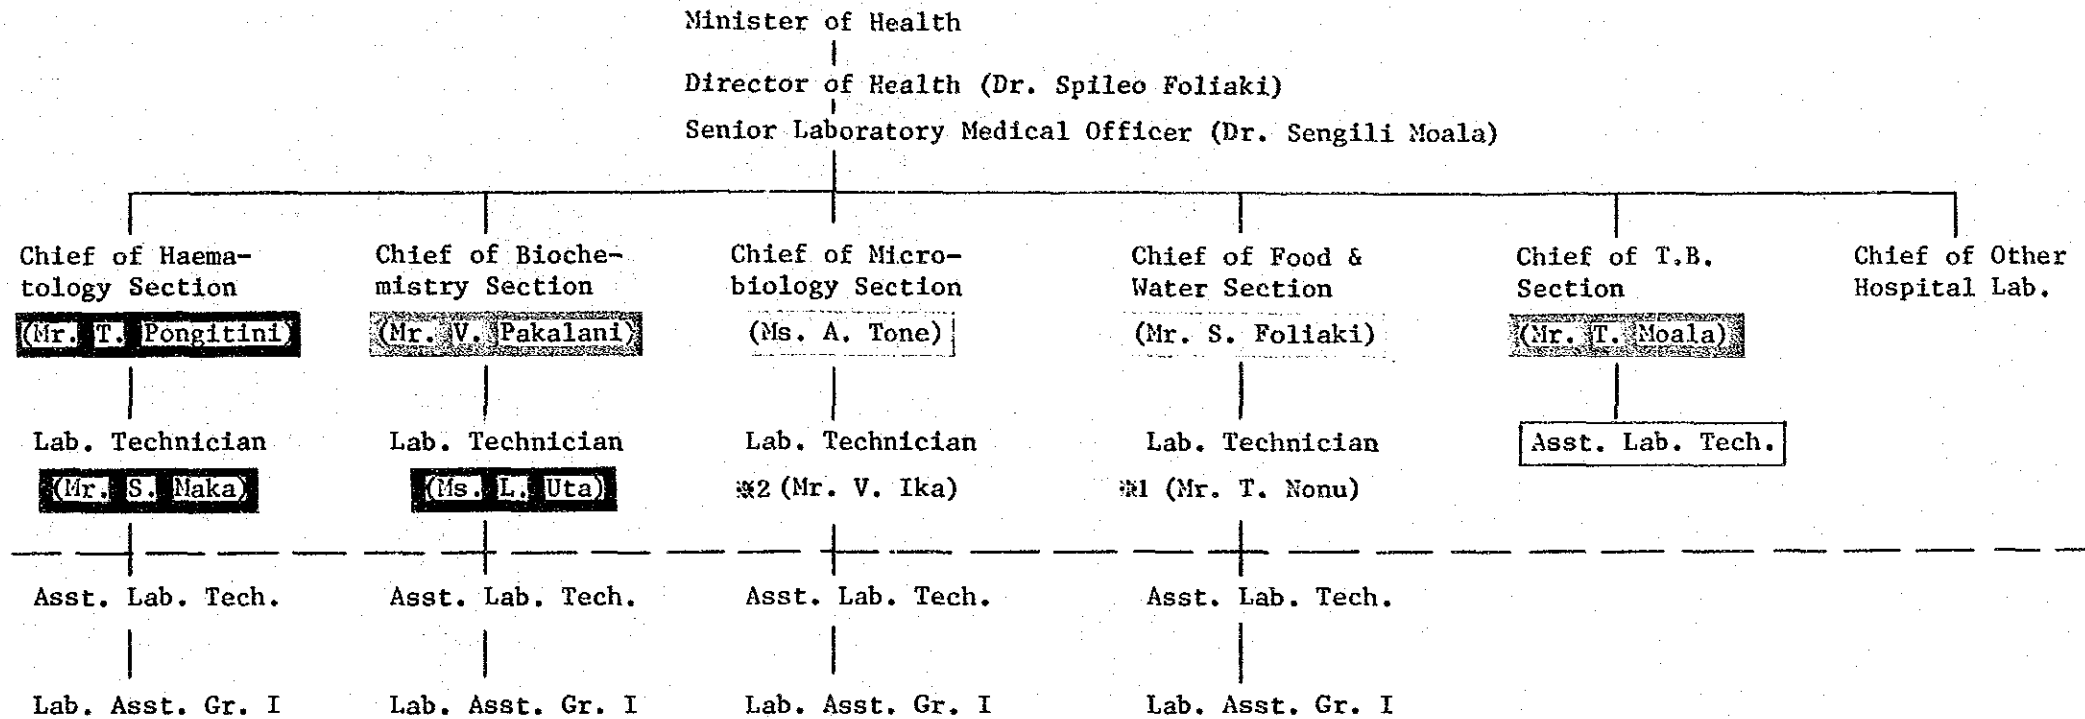 Minister of Health
Director of Health (Dr. Spileo Foliaki)
Senior Laboratory Medical Officer (Dr. Sengili Moala)
Chief of Haema-
tology Section
(Mr. T. Pongitini)
Chief of Bioche-
mistry Section
(Mr. V. Pakalani)
Chief of Micro-
biology Section
(Ms. A. Tone)
Chief of Food &
Water Section
(Mr. S. Foliaki)
Chief of T.B.
Section
(Mr. T. Moala)
Chief of Other
Hospital Lab.
Lab. Technician
(Mr. S. Maka)
Lab. Technician
(Ms. L. Uta)
Lab. Technician
※2 (Mr. V. Ika)
Lab. Technician
※1 (Mr. T. Nonu)
Asst. Lab. Tech.
Asst. Lab. Tech.
Asst. Lab. Tech.
Asst. Lab. Tech.
Asst. Lab. Tech.
Lab. Asst. Gr. I
Lab. Asst. Gr. I
Lab. Asst. Gr. I
Lab. Asst. Gr. I